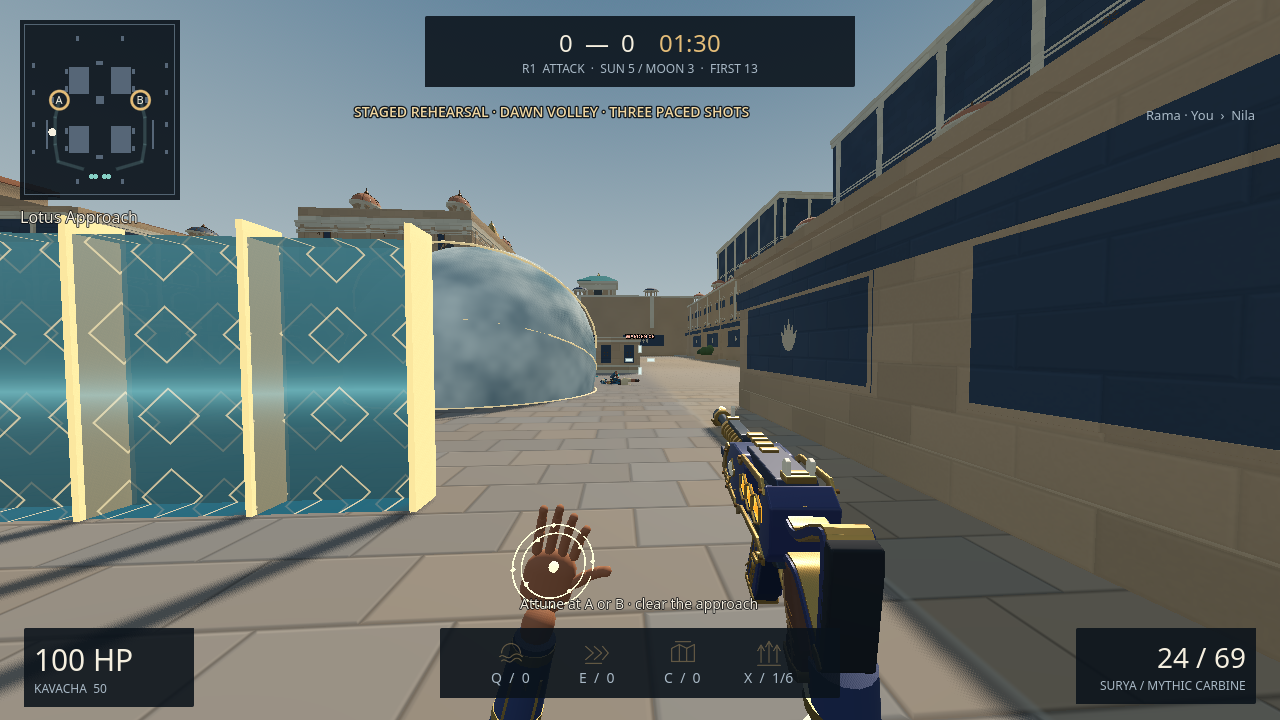 A
B
Lotus Approach
0 — 0 01:30
R1 ATTACK · SUN 5 / MOON 3 · FIRST 13
STAGED REHEARSAL · DAWN VOLLEY · THREE PACED SHOTS
Rama · You › Nila
Attune at A or B · clear the approach
100 HP
KAVACHA 50
Q / 0
E / 0
C / 0
X / 1/6
24 / 69
SURYA / MYTHIC CARBINE